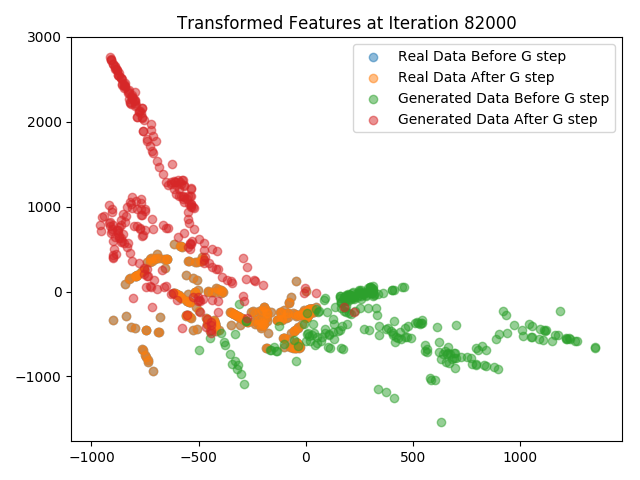 Transformed Features at Iteration 82000
Real Data Before G step
Real Data After G step
Generated Data Before G step
Generated Data After G step
3000
2000
1000
0
−1000
−1000
−500
0
500
1000